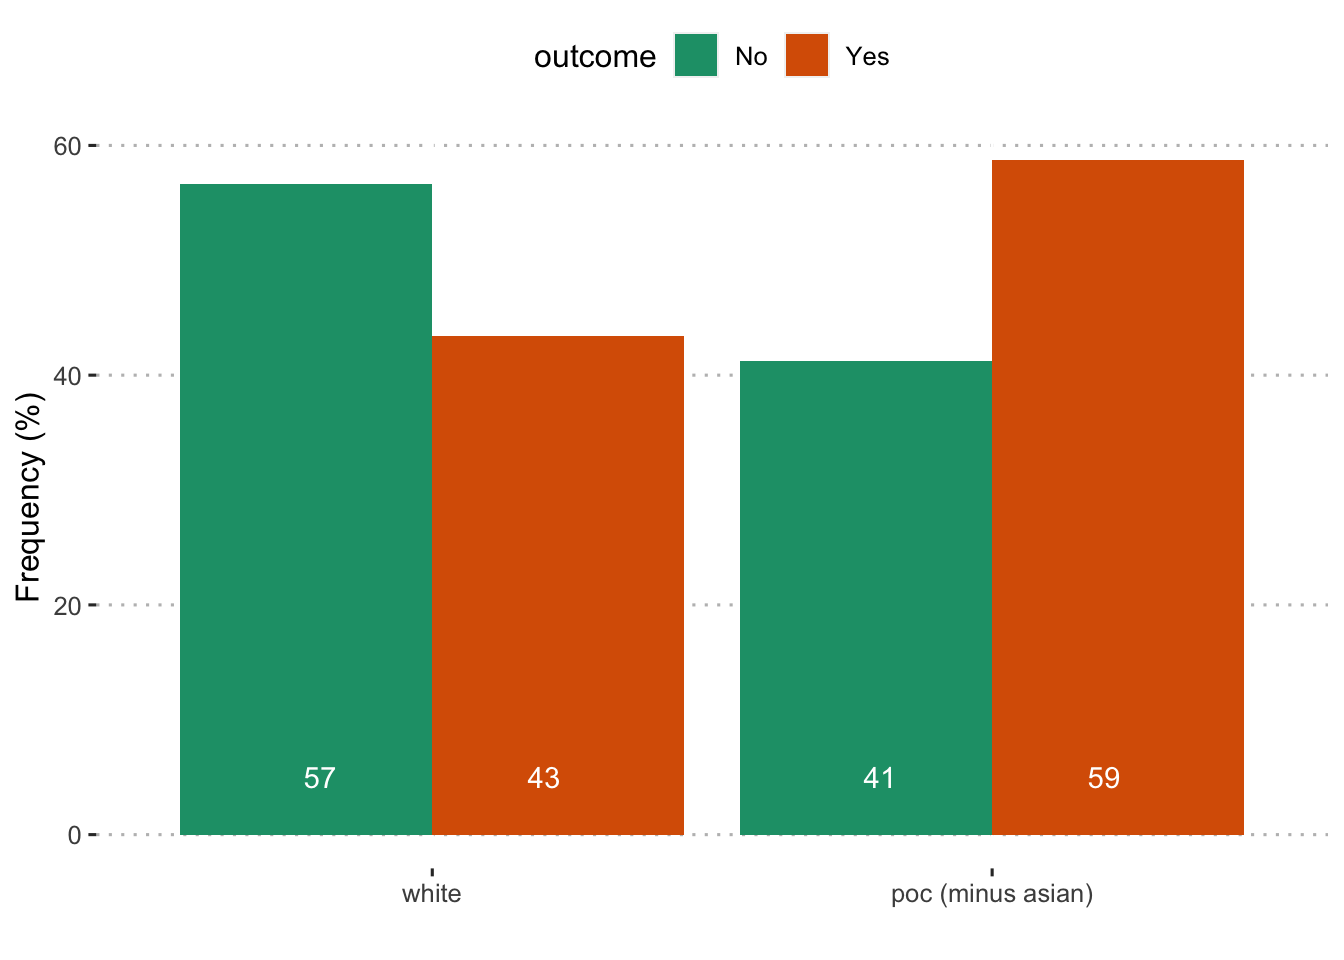 outcome No Yes
60
40
20
0
Frequency (%)
57 43 41 59
white poc (minus asian)